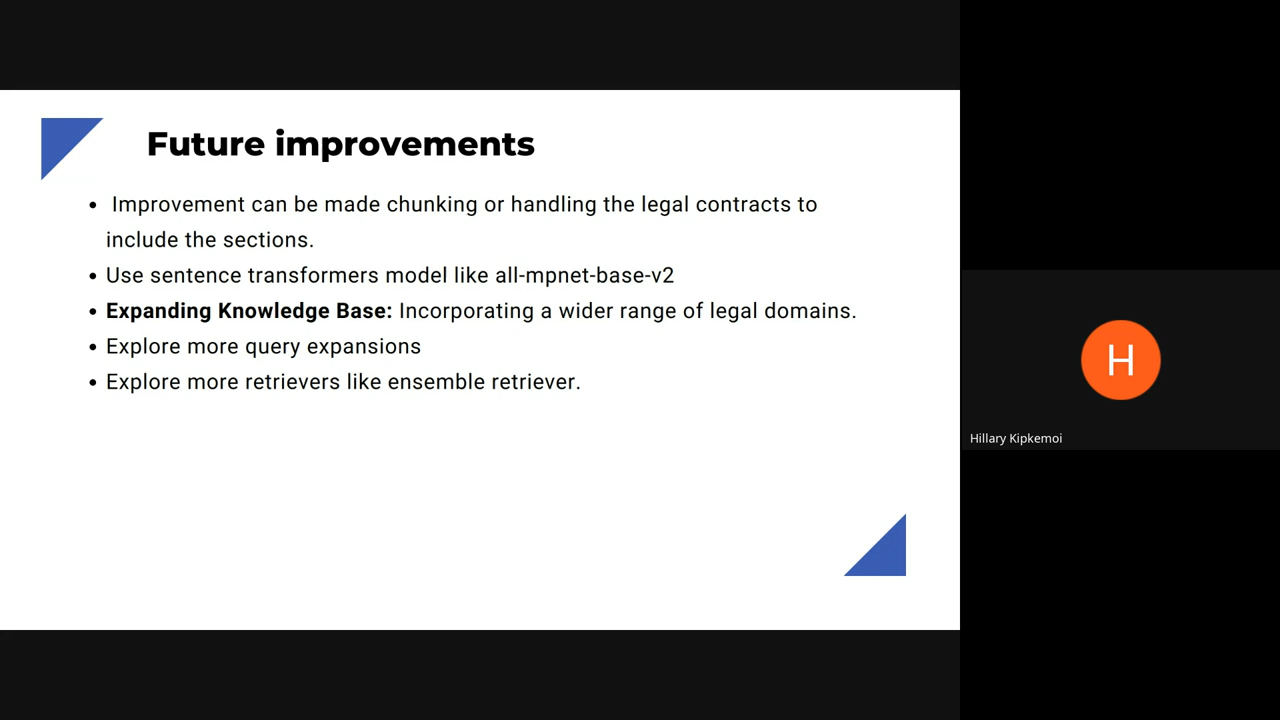 Future improvements
• Improvement can be made chunking or handling the legal contracts to
include the sections.
• Use sentence transformers model like all-mpnet-base-v2
• Expanding Knowledge Base: Incorporating a wider range of legal domains.
• Explore more query expansions
• Explore more retrievers like ensemble retriever.
H
Hillary Kipkemoi